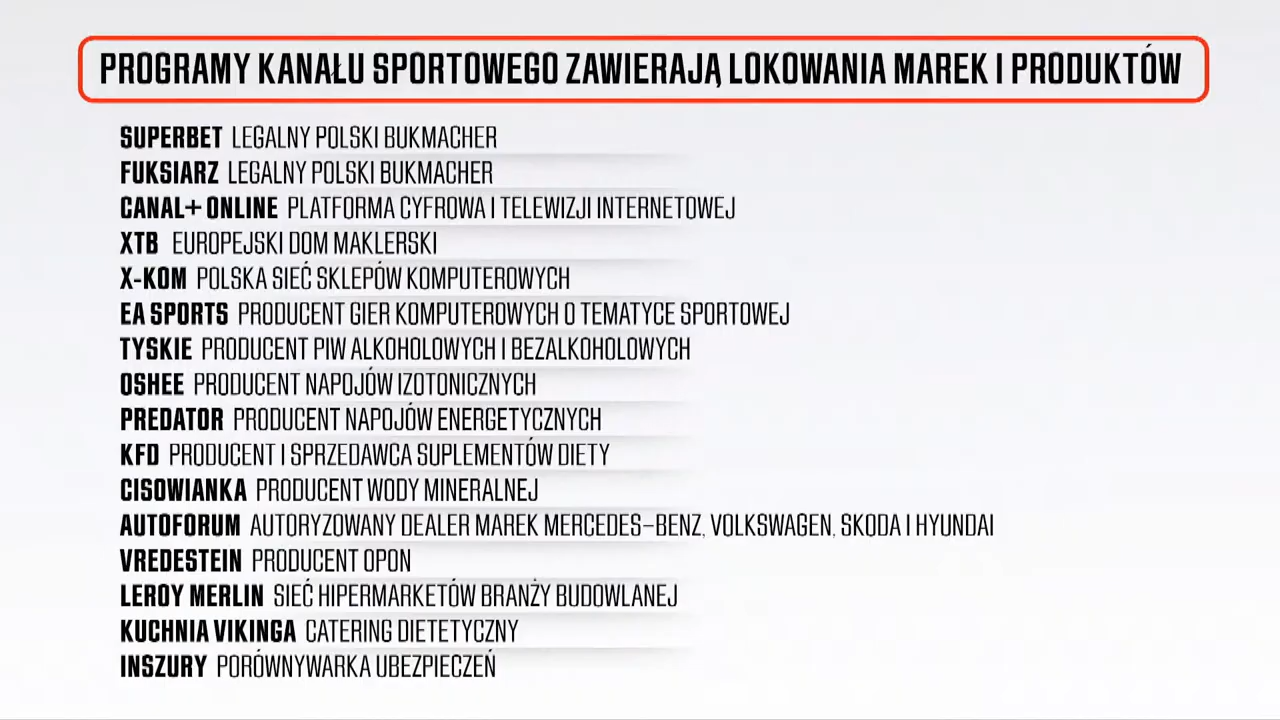 PROGRAMY KANAŁU SPORTOWEGO ZAWIERAJĄ LOKOWANIA MAREK I PRODUKTÓW
SUPERBET LEGALNY POLSKI BUKMACHER
FUKSIARZ LEGALNY POLSKI BUKMACHER
CANAL+ ONLINE PLATFORMA CYFROWA I TELEWIZJI INTERNETOWEJ
XTB EUROPEJSKI DOM MAKLERSKI
X-KOM POLSKA SIEĆ SKLEPÓW KOMPUTEROWYCH
EA SPORTS PRODUCENT GIER KOMPUTEROWYCH O TEMATYCE SPORTOWEJ
TYSKIE PRODUCENT PIW ALKOHOLOWYCH I BEZALKOHOLOWYCH
OSHEE PRODUCENT NAPOJÓW IZOTONICZNYCH
PREDATOR PRODUCENT NAPOJÓW ENERGETYCZNYCH
KFD PRODUCENT I SPRZEDAWCA SUPLEMENTÓW DIETY
CISOWIANKA PRODUCENT WODY MINERALNEJ
AUTOFORUM AUTORYZOWANY DEALER MAREK MERCEDES-BENZ, VOLKSWAGEN, SKODA I HYUNDAI
VREDESTEIN PRODUCENT OPON
LEROY MERLIN SIEĆ HIPERMARKETÓW BRANŻY BUDOWLANEJ
KUCHNIA VIKINGA CATERING DIETETYCZNY
INSZURY PORÓWNYWARKA UBEZPIECZEŃ